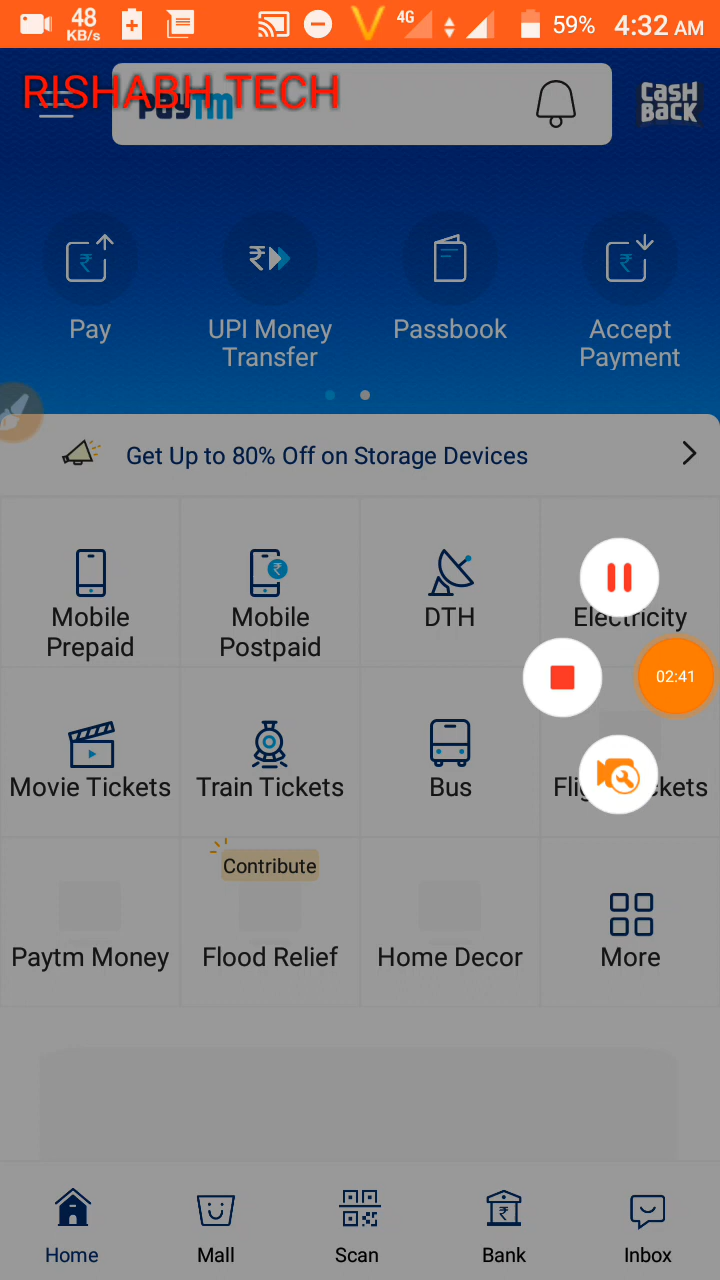 48
KB/s
4G
59%
4:32 AM
RISHABH TECH
paytm
CASH
BACK
Pay
UPI Money
Transfer
Passbook
Accept
Payment
Get Up to 80% Off on Storage Devices
Mobile
Prepaid
Mobile
Postpaid
DTH
Electricity
02:41
Movie Tickets
Train Tickets
Bus
Contribute
Paytm Money
Flood Relief
Home Decor
More
Home
Mall
Scan
Bank
Inbox